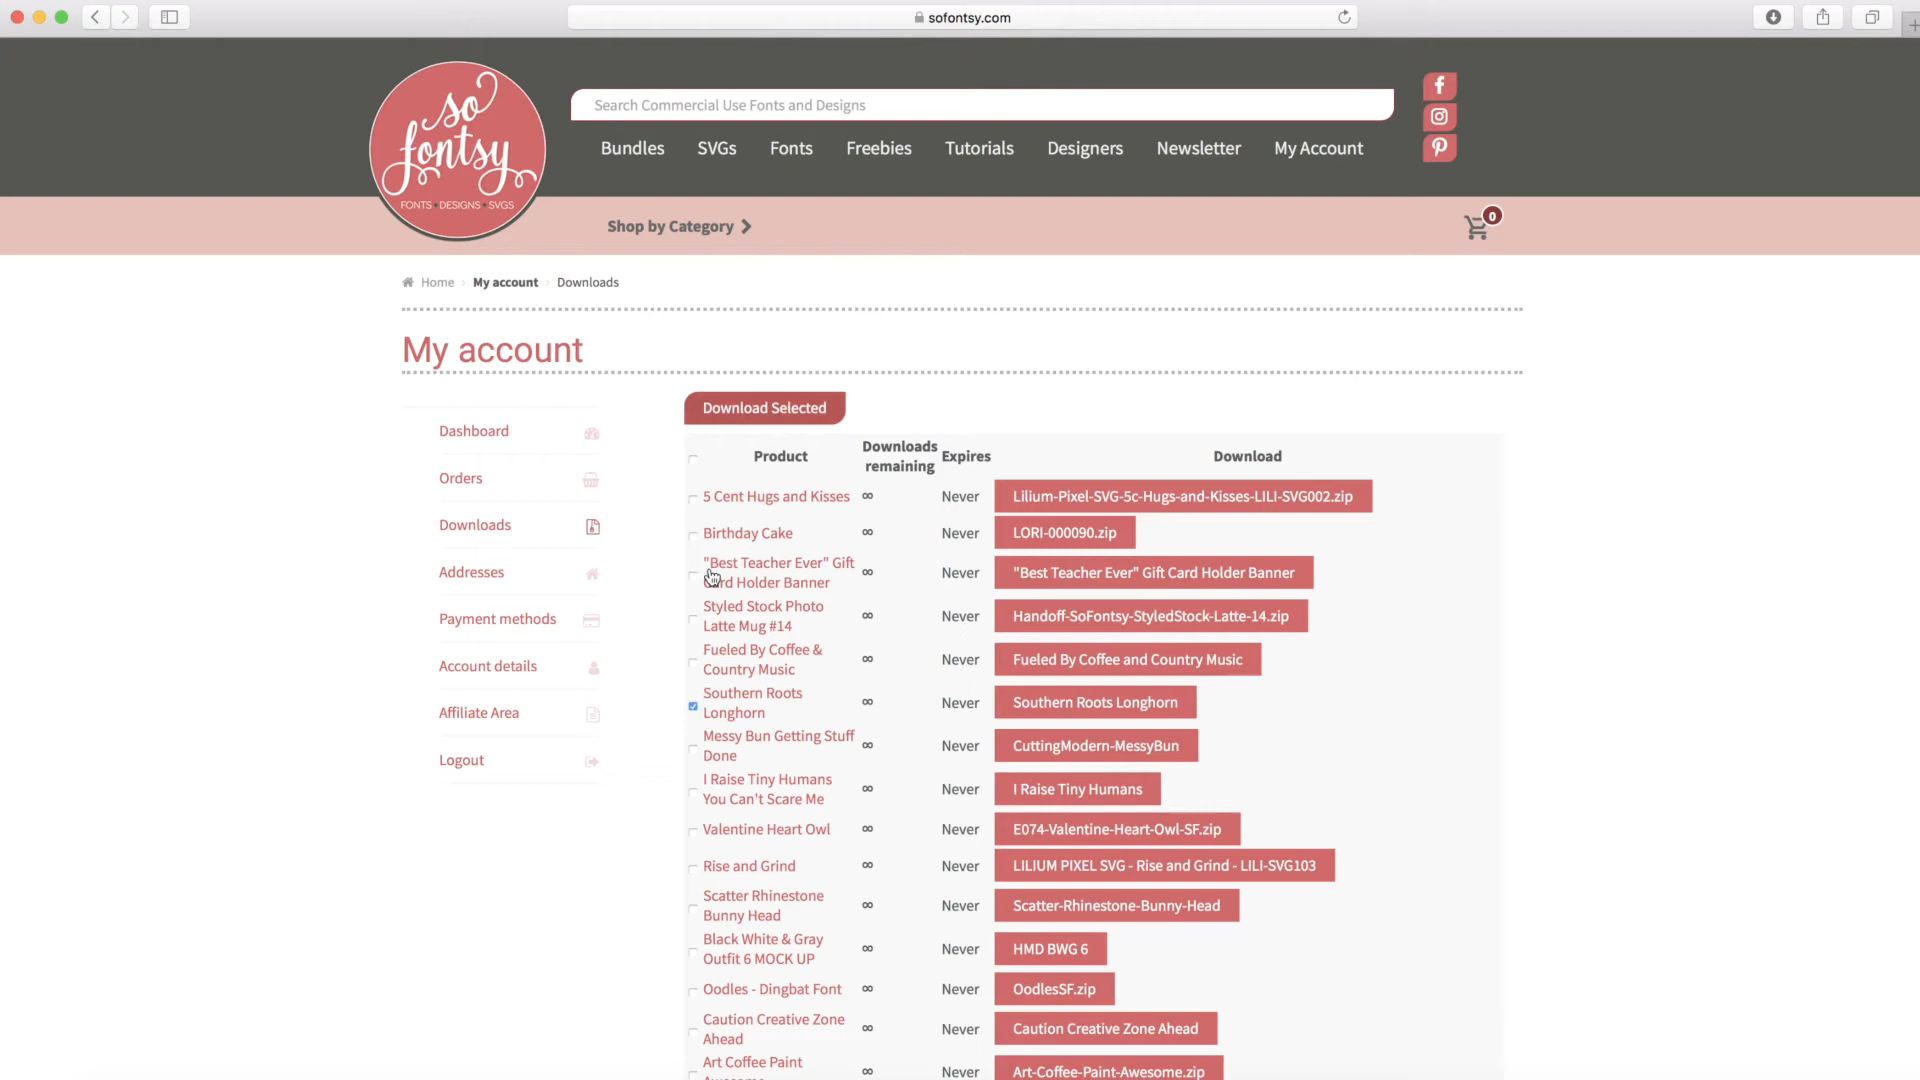 sofontsy.com
so
fontsy
FONTS • DESIGNS • SVGS
Search Commercial Use Fonts and Designs
Bundles SVGs Fonts Freebies Tutorials Designers Newsletter My Account
Shop by Category
0
Home My account Downloads
My account
Dashboard
Orders
Downloads
Addresses
Payment methods
Account details
Affiliate Area
Logout
Download Selected
Product Downloads remaining Expires Download
5 Cent Hugs and Kisses ∞ Never Lilium-Pixel-SVG-5c-Hugs-and-Kisses-LILI-SVG002.zip
Birthday Cake ∞ Never LORI-000090.zip
"Best Teacher Ever" Gift
Card Holder Banner ∞ Never "Best Teacher Ever" Gift Card Holder Banner
Styled Stock Photo
Latte Mug #14 ∞ Never Handoff-SoFontsy-StyledStock-Latte-14.zip
Fueled By Coffee &
Country Music ∞ Never Fueled By Coffee and Country Music
Southern Roots
Longhorn ∞ Never Southern Roots Longhorn
Messy Bun Getting Stuff
Done ∞ Never CuttingModern-MessyBun
I Raise Tiny Humans
You Can't Scare Me ∞ Never I Raise Tiny Humans
Valentine Heart Owl ∞ Never E074-Valentine-Heart-Owl-SF.zip
Rise and Grind ∞ Never LILIUM PIXEL SVG - Rise and Grind - LILI-SVG103
Scatter Rhinestone
Bunny Head ∞ Never Scatter-Rhinestone-Bunny-Head
Black White & Gray
Outfit 6 MOCK UP ∞ Never HMD BWG 6
Oodles - Dingbat Font ∞ Never OodlesSF.zip
Caution Creative Zone
Ahead ∞ Never Caution Creative Zone Ahead
Art Coffee Paint
∞ Never Art-Coffee-Paint-Awesome.zip